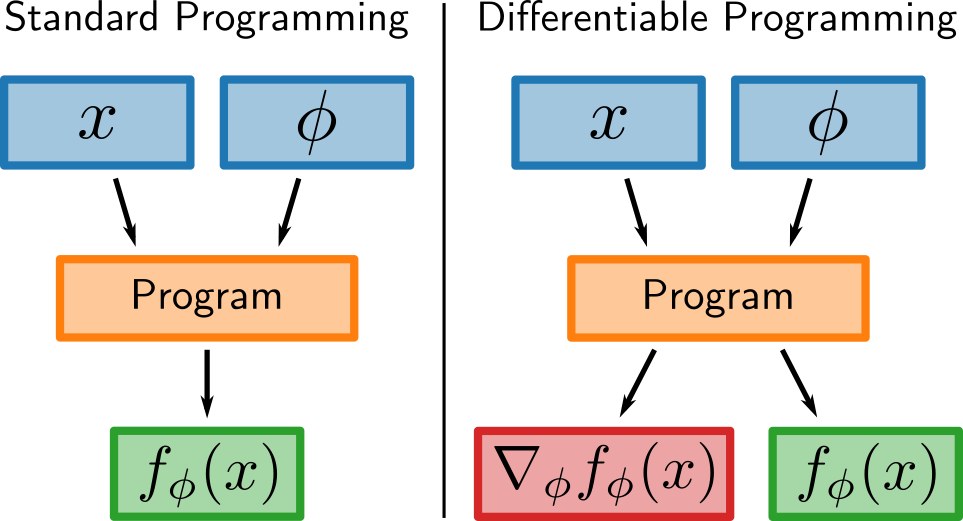 Standard Programming
Differentiable Programming
x
ϕ
x
ϕ
Program
Program
f_ϕ(x)
∇_ϕ f_ϕ(x)
f_ϕ(x)